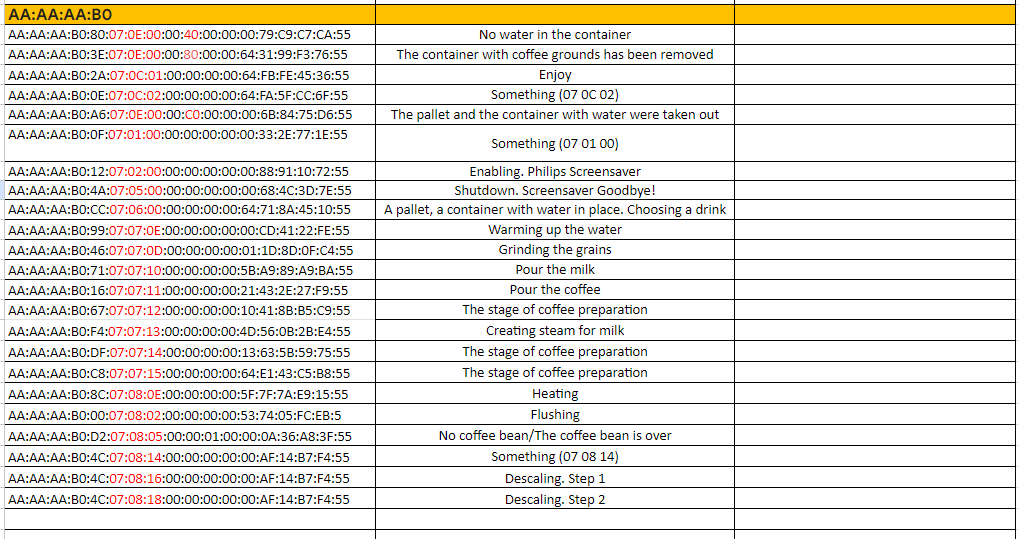 AA:AA:AA:B0
AA:AA:AA:B0:80:07:0E:00:00:40:00:00:00:79:C9:C7:CA:55 No water in the container
AA:AA:AA:B0:3E:07:0E:00:00:80:00:00:64:31:99:F3:76:55 The container with coffee grounds has been removed
AA:AA:AA:B0:2A:07:0C:01:00:00:00:00:64:FB:FE:45:36:55 Enjoy
AA:AA:AA:B0:0E:07:0C:02:00:00:00:00:64:FA:5F:CC:6F:55 Something (07 0C 02)
AA:AA:AA:B0:A6:07:0E:00:00:C0:00:00:00:6B:84:75:D6:55 The pallet and the container with water were taken out
AA:AA:AA:B0:0F:07:01:00:00:00:00:00:00:33:2E:77:1E:55 Something (07 01 00)
AA:AA:AA:B0:12:07:02:00:00:00:00:00:00:88:91:10:72:55 Enabling. Philips Screensaver
AA:AA:AA:B0:4A:07:05:00:00:00:00:00:00:68:4C:3D:7E:55 Shutdown. Screensaver Goodbye!
AA:AA:AA:B0:CC:07:06:00:00:00:00:00:64:71:8A:45:10:55 A pallet, a container with water in place. Choosing a drink
AA:AA:AA:B0:99:07:07:0E:00:00:00:00:00:CD:41:22:FE:55 Warming up the water
AA:AA:AA:B0:46:07:07:0D:00:00:00:00:01:1D:8D:0F:C4:55 Grinding the grains
AA:AA:AA:B0:71:07:07:10:00:00:00:00:5B:A9:89:A9:BA:55 Pour the milk
AA:AA:AA:B0:16:07:07:11:00:00:00:00:21:43:2E:27:F9:55 Pour the coffee
AA:AA:AA:B0:67:07:07:12:00:00:00:00:10:41:8B:B5:C9:55 The stage of coffee preparation
AA:AA:AA:B0:F4:07:07:13:00:00:00:00:4D:56:0B:2B:E4:55 Creating steam for milk
AA:AA:AA:B0:DF:07:07:14:00:00:00:00:13:63:5B:59:75:55 The stage of coffee preparation
AA:AA:AA:B0:C8:07:07:15:00:00:00:00:64:E1:43:C5:B8:55 The stage of coffee preparation
AA:AA:AA:B0:8C:07:08:0E:00:00:00:00:5F:7F:7A:E9:15:55 Heating
AA:AA:AA:B0:00:07:08:02:00:00:00:00:53:74:05:FC:EB:5 Flushing
AA:AA:AA:B0:D2:07:08:05:00:00:01:00:00:0A:36:A8:3F:55 No coffee bean/The coffee bean is over
AA:AA:AA:B0:4C:07:08:14:00:00:00:00:00:AF:14:B7:F4:55 Something (07 08 14)
AA:AA:AA:B0:4C:07:08:16:00:00:00:00:00:AF:14:B7:F4:55 Descaling. Step 1
AA:AA:AA:B0:4C:07:08:18:00:00:00:00:00:AF:14:B7:F4:55 Descaling. Step 2